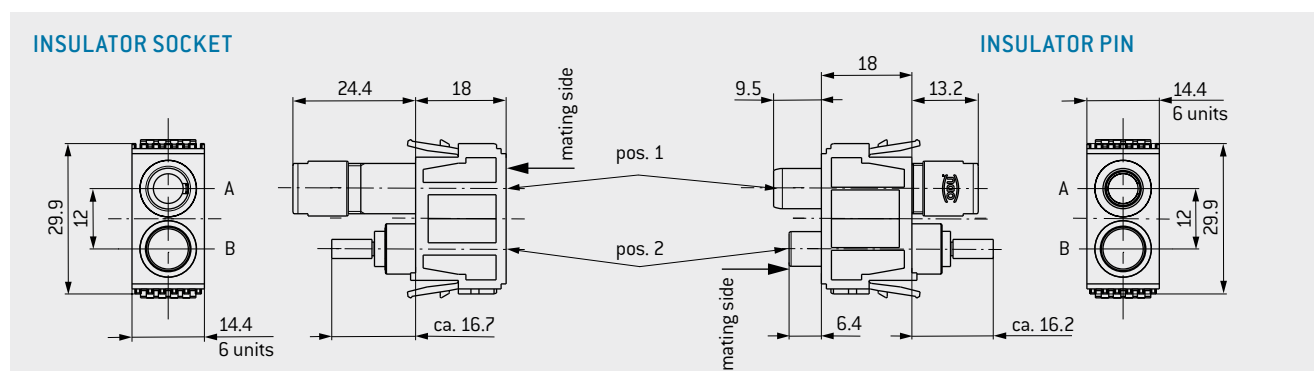 INSULATOR SOCKET
INSULATOR PIN
24.4
18
mating side
29.9
12
A
B
14.4
6 units
ca. 16.7
pos. 1
pos. 2
18
9.5
13.2
ODU
mating side
6.4
ca. 16.2
14.4
6 units
A
B
12
29.9